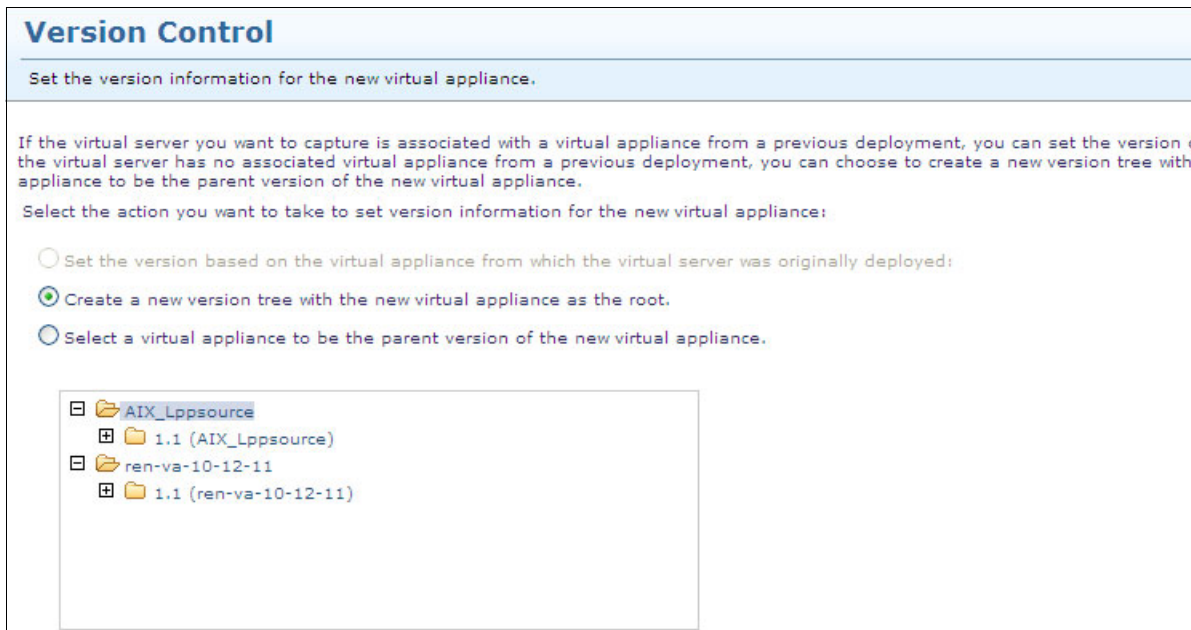 Version Control
Set the version information for the new virtual appliance.
If the virtual server you want to capture is associated with a virtual appliance from a previous deployment, you can set the version
the virtual server has no associated virtual appliance from a previous deployment, you can choose to create a new version tree with
appliance to be the parent version of the new virtual appliance.
Select the action you want to take to set version information for the new virtual appliance:
Set the version based on the virtual appliance from which the virtual server was originally deployed:
Create a new version tree with the new virtual appliance as the root.
Select a virtual appliance to be the parent version of the new virtual appliance.
AIX_Lppsource
1.1 (AIX_Lppsource)
ren-va-10-12-11
1.1 (ren-va-10-12-11)